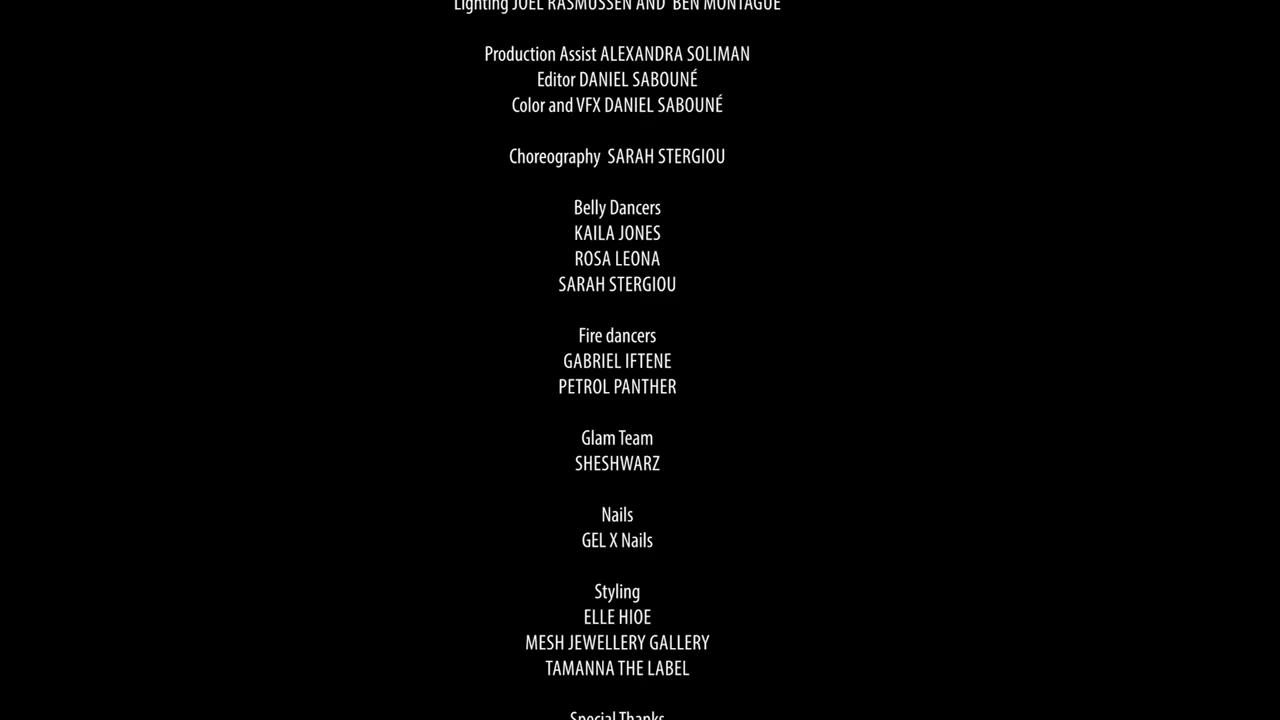 Lighting JOEL RASMUSSEN AND BEN MONTAGUE
Production Assist ALEXANDRA SOLIMAN
Editor DANIEL SABOUNÉ
Color and VFX DANIEL SABOUNÉ
Choreography SARAH STERGIOU
Belly Dancers
KAILA JONES
ROSA LEONA
SARAH STERGIOU
Fire dancers
GABRIEL IFTENE
PETROL PANTHER
Glam Team
SHESHWARZ
Nails
GEL X Nails
Styling
ELLE HIOE
MESH JEWELLERY GALLERY
TAMANNA THE LABEL
Special Thanks